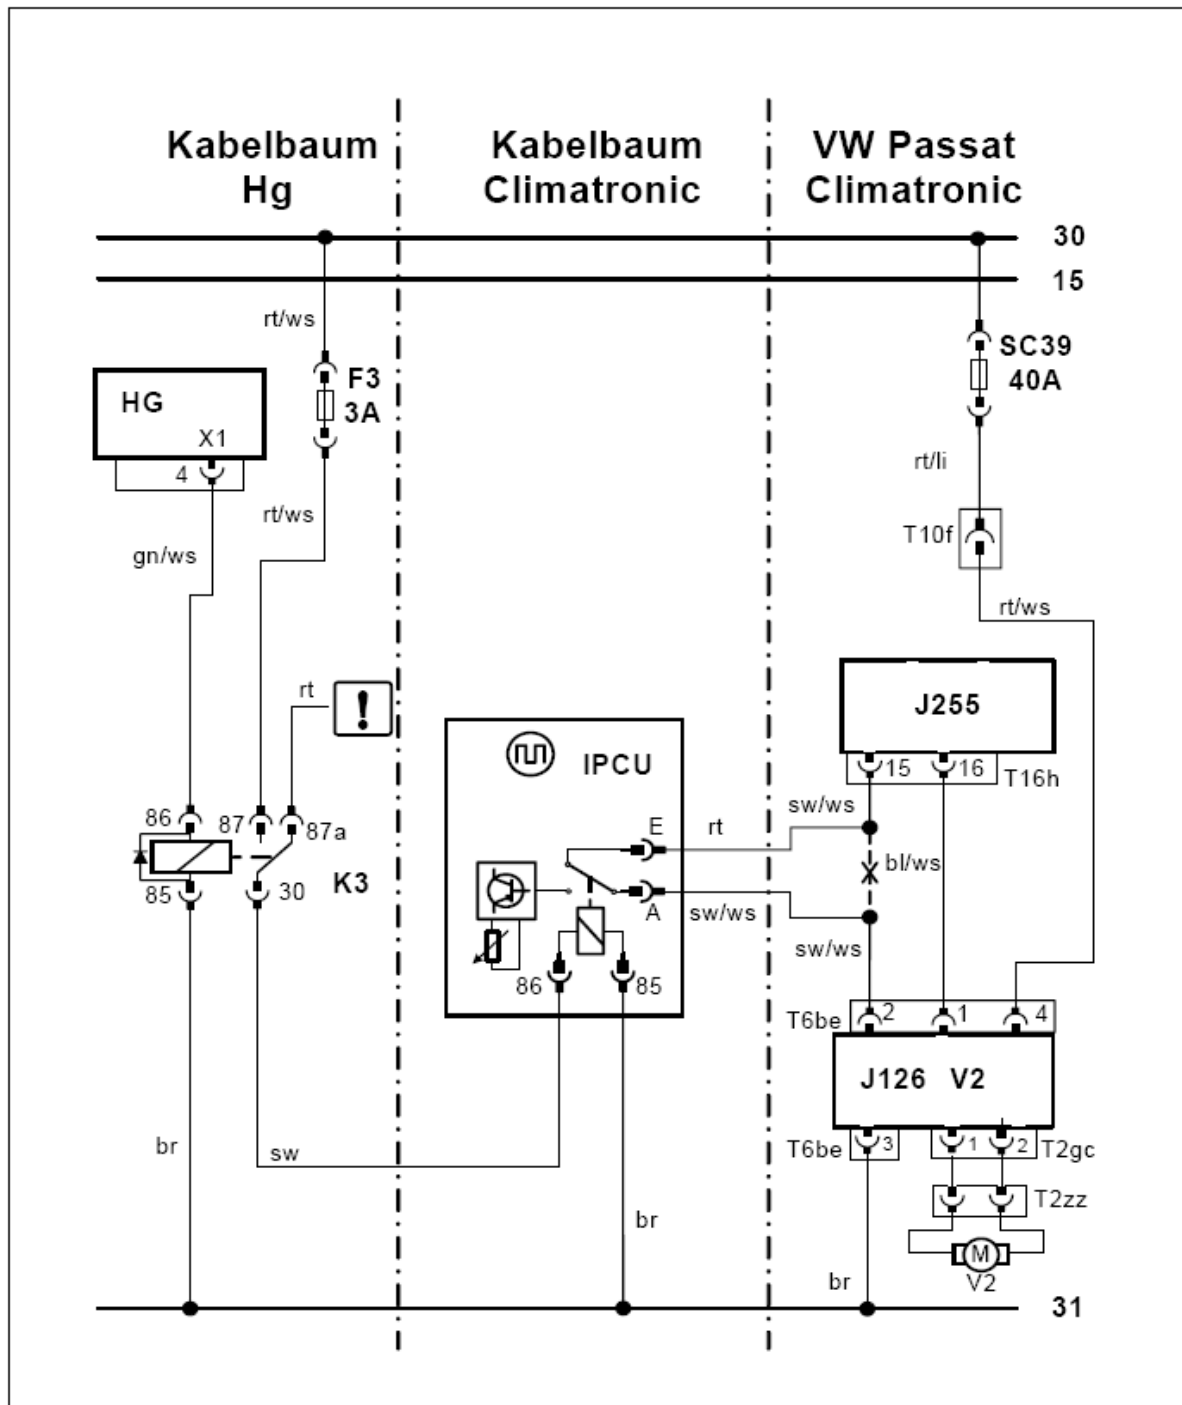 Kabelbaum
Hg
Kabelbaum
Climatronic
VW Passat
Climatronic
30
15
rt/ws
F3
3A
SC39
40A
HG
X1
4
rt/li
rt/ws
T10f
gn/ws
rt/ws
rt
!
J255
IPCU
15
16
T16h
sw/ws
86
87
87a
E
rt
bl/ws
85
30
K3
A
sw/ws
sw/ws
86
85
T6be
2
1
4
J126 V2
br
sw
T6be
3
1
2
T2gc
T2zz
br
M
V2
br
31